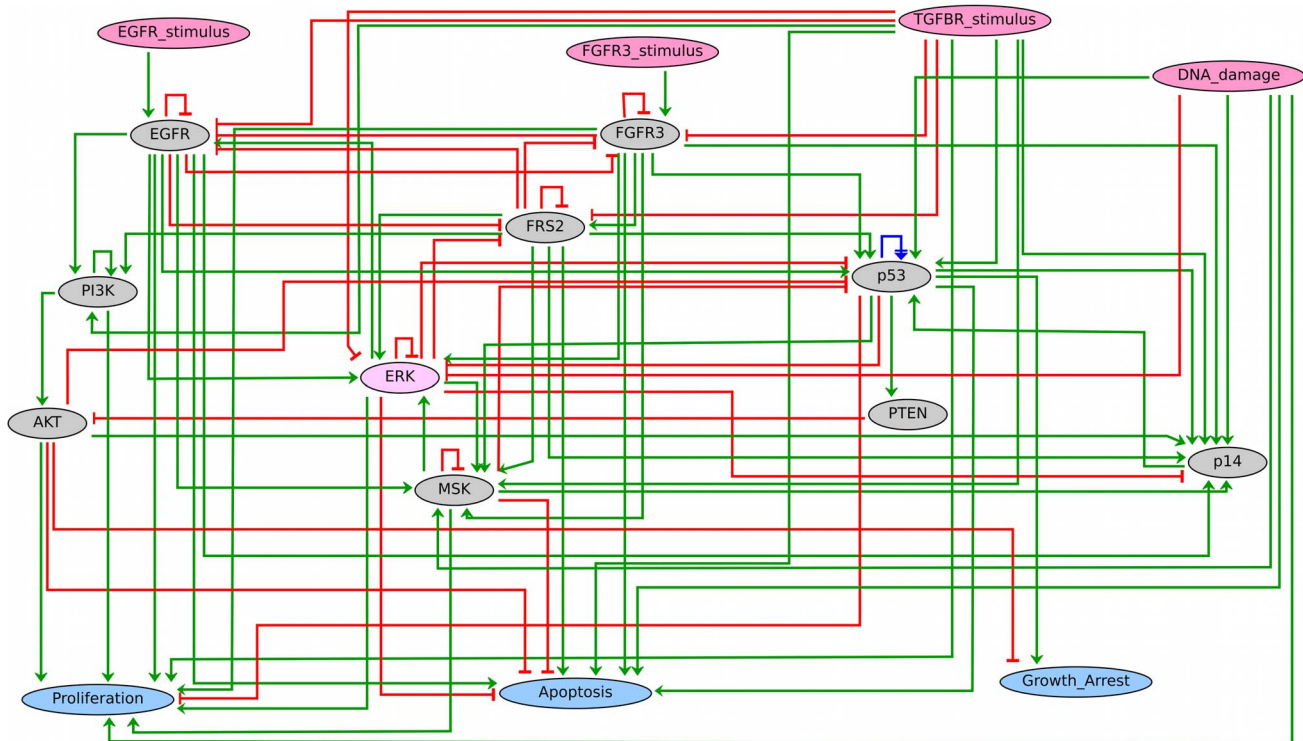 TGFBR_stimulus
EGFR_stimulus
FGFR3_stimulus
DNA_damage
EGFR
FGFR3
FRS2
p53
PI3K
ERK
PTEN
AKT
p14
MSK
Growth_Arrest
Proliferation
Apoptosis